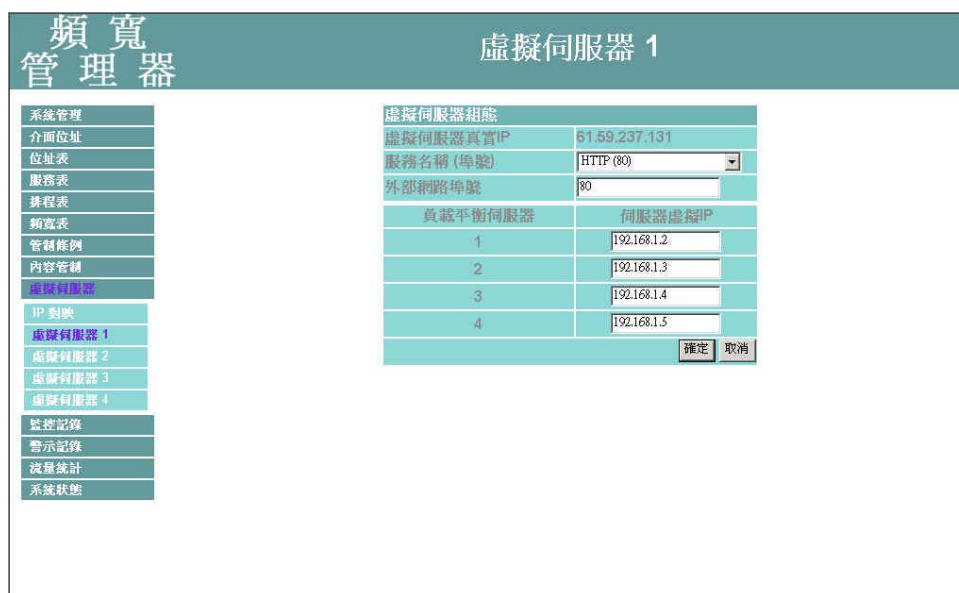 頻寬
管理器
虛擬伺服器 1
系統管理
介面位址
位址表
服務表
排程表
頻寬表
管制條例
內容管制
虛擬伺服器
IP 對映
虛擬伺服器 1
虛擬伺服器 2
虛擬伺服器 3
虛擬伺服器 4
監控記錄
警示記錄
流量統計
系統狀態
虛擬伺服器組態
虛擬伺服器真實IP 61.59.237.131
服務名稱 (埠號) HTTP (80)
外部網路埠號 80
負載平衡伺服器 伺服器虛擬IP
1 192.168.1.2
2 192.168.1.3
3 192.168.1.4
4 192.168.1.5
確定 取消